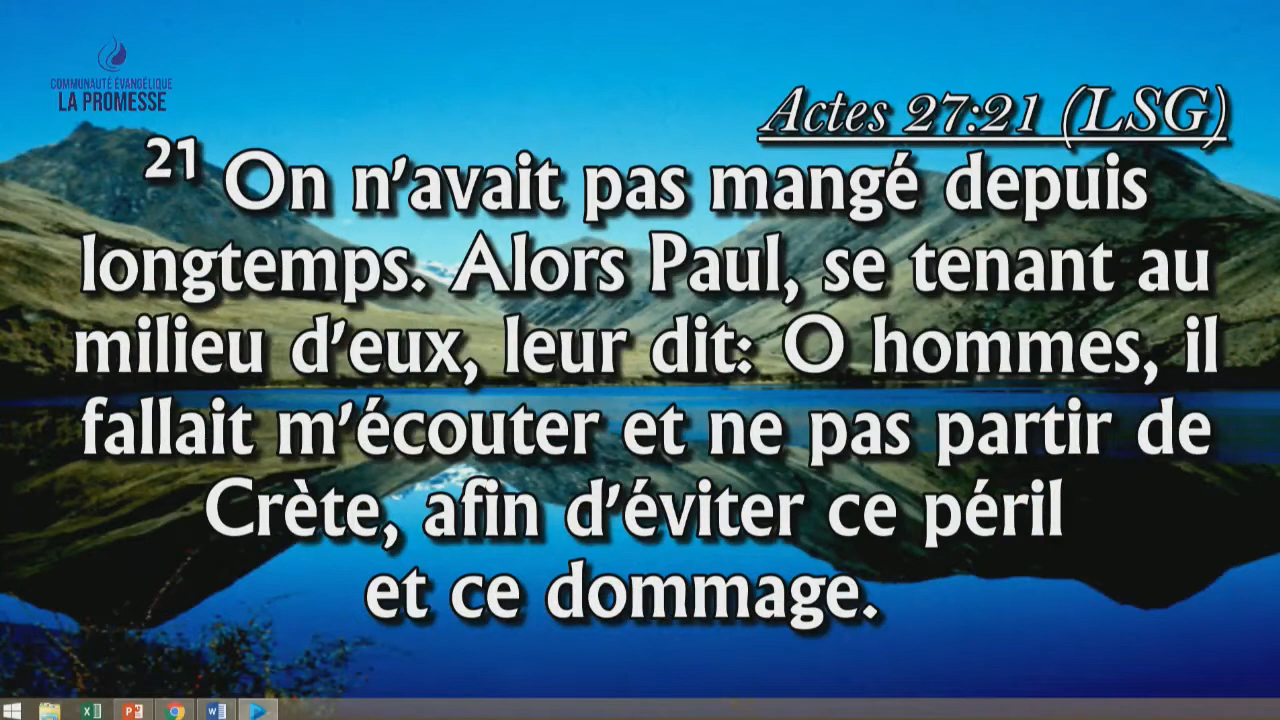 COMMUNAUTÉ ÉVANGÉLIQUE
LA PROMESSE
Actes 27:21 (LSG)
21 On n’avait pas mangé depuis
longtemps. Alors Paul, se tenant au
milieu d’eux, leur dit: O hommes, il
fallait m’écouter et ne pas partir de
Crète, afin d’éviter ce péril
et ce dommage.